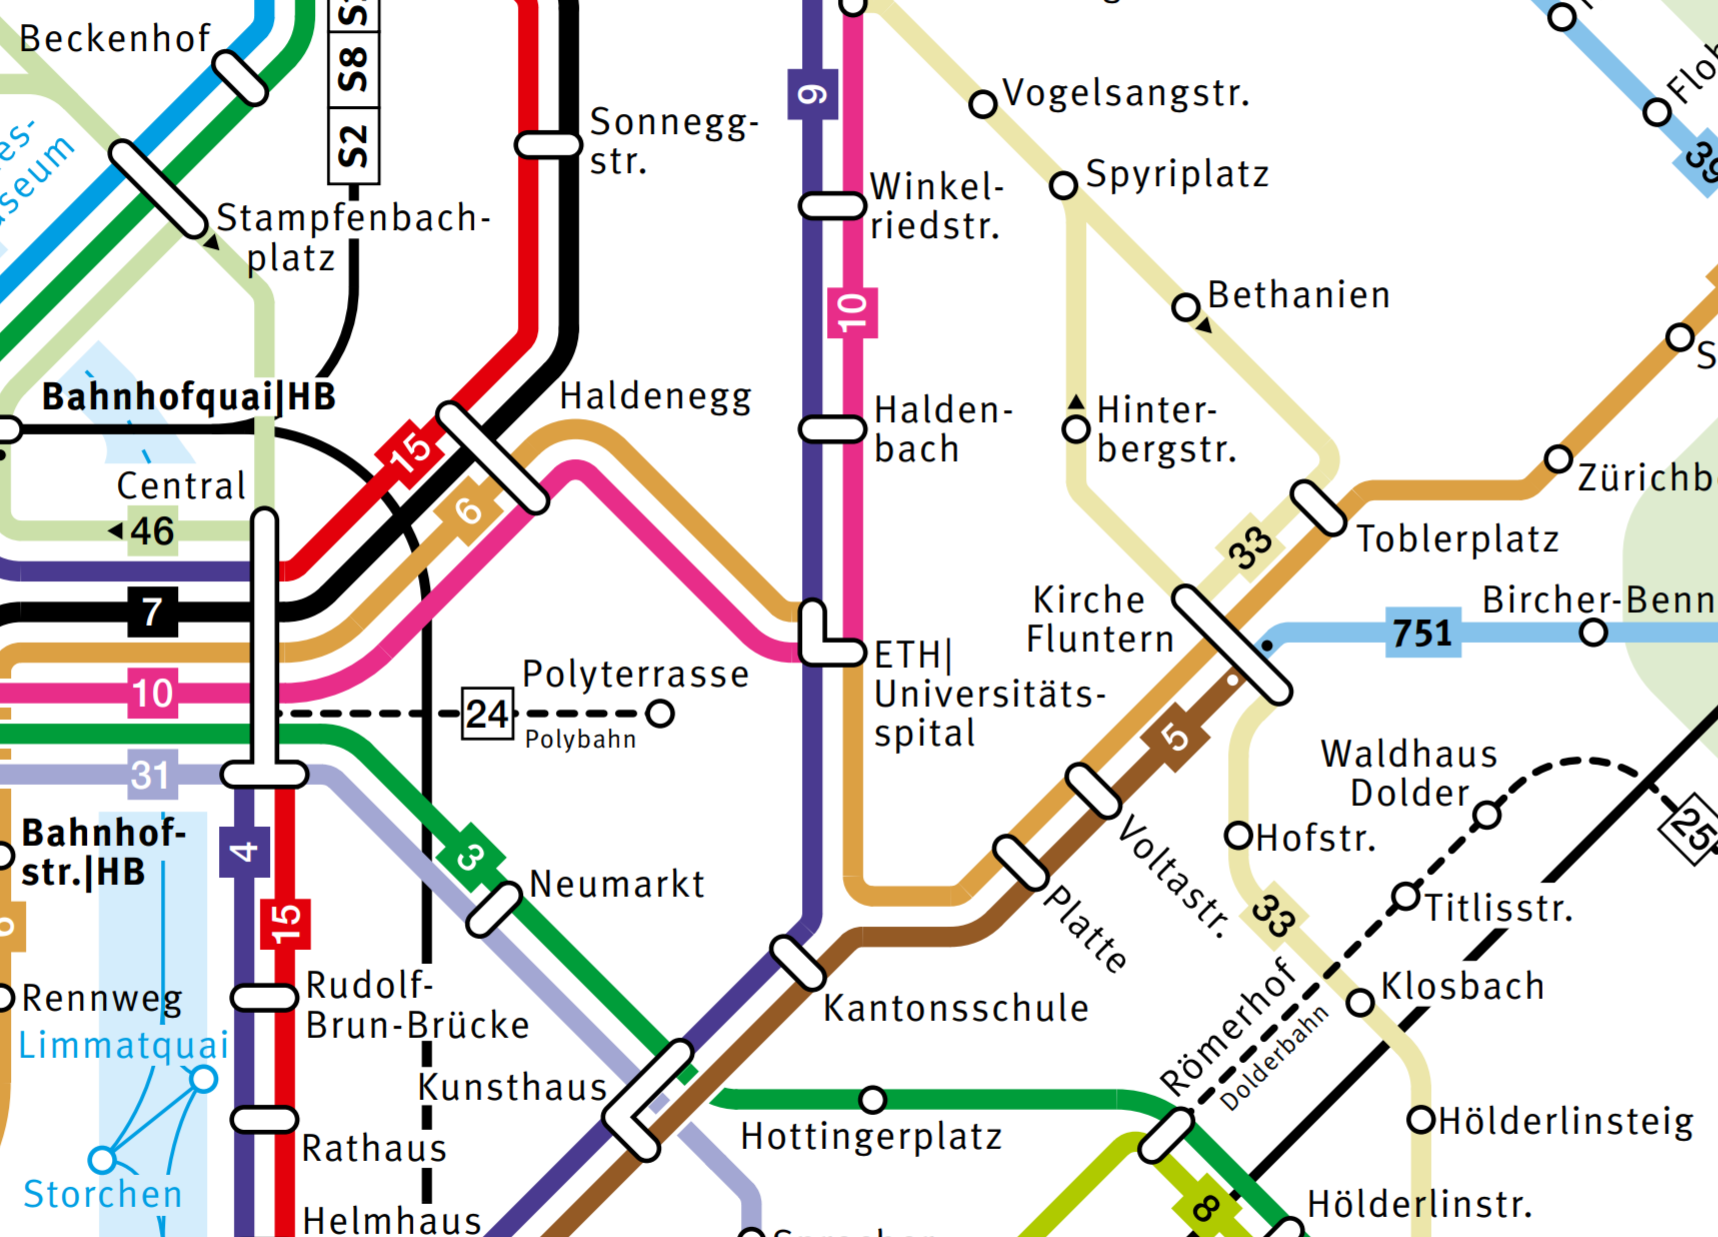 Beckenhof
S8
S2
Sonnegg-
str.
9
Vogelsangstr.
Spyriplatz
39
Winkel-
riedstr.
Stampfenbach-
platz
10
Bethanien
Bahnhofquai|HB
Haldenegg
Halden-
bach
Hinter-
bergstr.
15
Central
46
6
33
Toblerplatz
7
Kirche
Fluntern
751
ETH|
Universitäts-
spital
10
Polyterrasse
24
Polybahn
5
31
Waldhaus
Dolder
25
Bahnhof-
str.|HB
4
3
Neumarkt
Voltastr.
Hofstr.
Platte
33
Titlisstr.
15
Rennweg
Rudolf-
Brun-Brücke
Kantonsschule
Klosbach
Limmatquai
Kunsthaus
Römerhof
Dolderbahn
Hottingerplatz
Hölderlinsteig
Rathaus
Storchen
Helmhaus
8
Hölderlinstr.